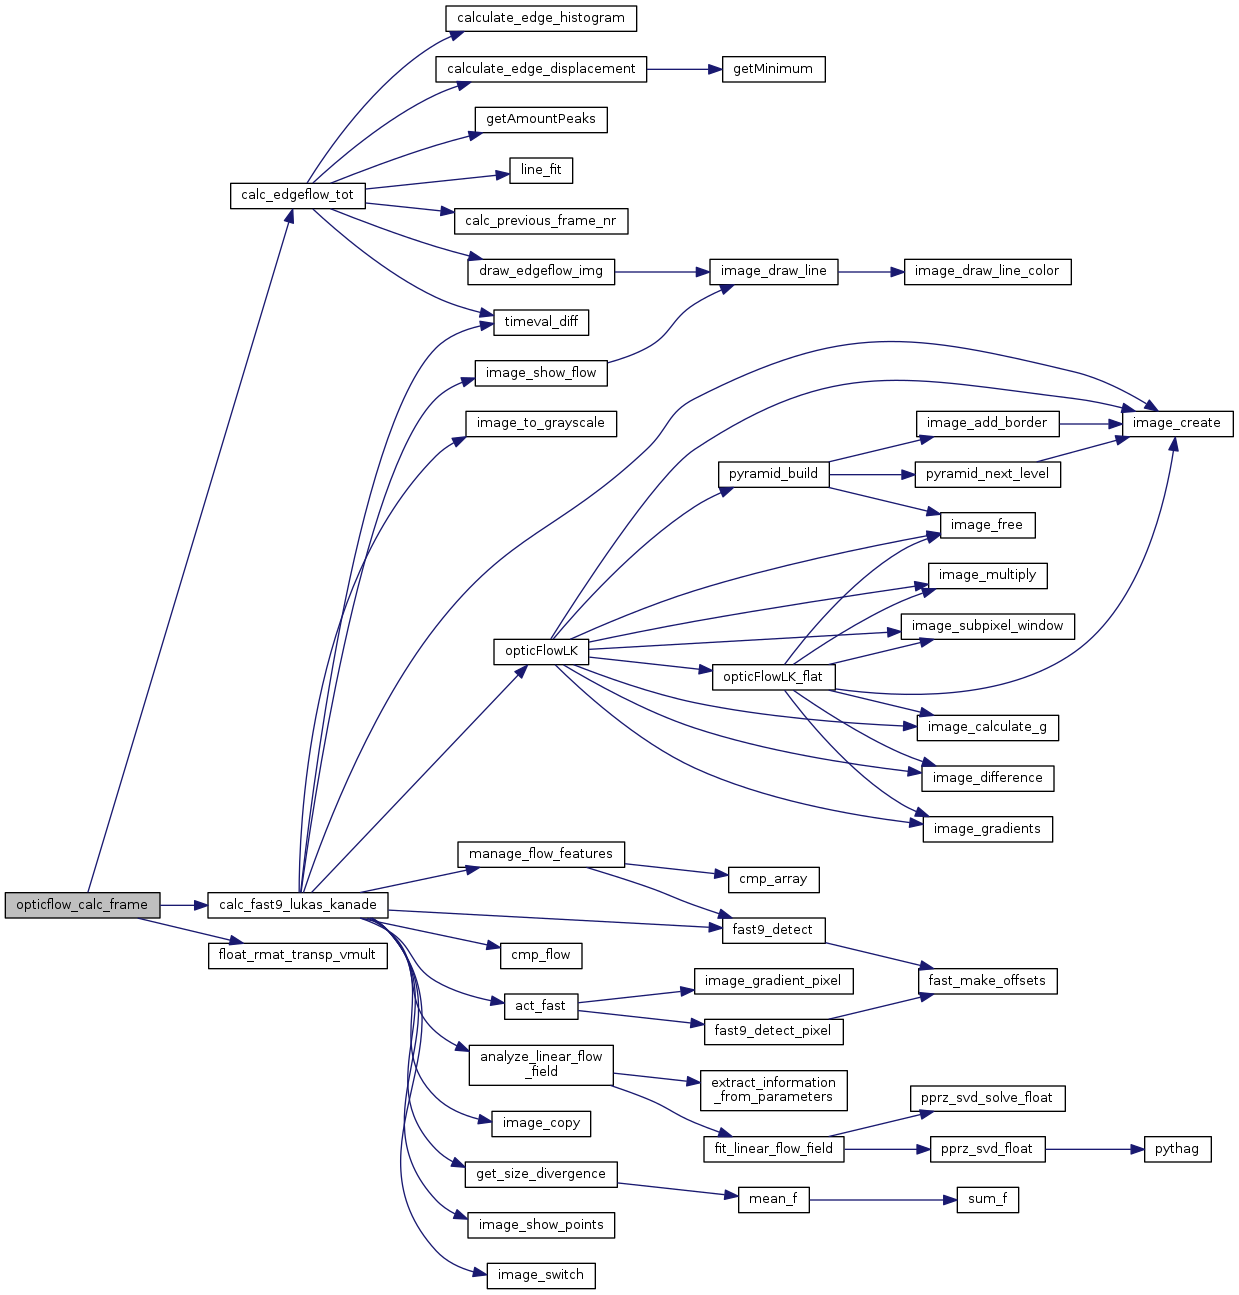 calculate_edge_histogram
calculate_edge_displacement
getMinimum
getAmountPeaks
line_fit
calc_edgeflow_tot
calc_previous_frame_nr
draw_edgeflow_img
image_draw_line
image_draw_line_color
timeval_diff
image_show_flow
image_to_grayscale
image_add_border
image_create
pyramid_build
pyramid_next_level
image_free
image_multiply
image_subpixel_window
opticFlowLK
opticFlowLK_flat
image_calculate_g
image_difference
image_gradients
manage_flow_features
cmp_array
opticflow_calc_frame
calc_fast9_lukas_kanade
fast9_detect
float_rmat_transp_vmult
cmp_flow
image_gradient_pixel
fast_make_offsets
act_fast
fast9_detect_pixel
analyze_linear_flow
_field
extract_information
_from_parameters
pprz_svd_solve_float
image_copy
fit_linear_flow_field
pprz_svd_float
pythag
get_size_divergence
mean_f
sum_f
image_show_points
image_switch